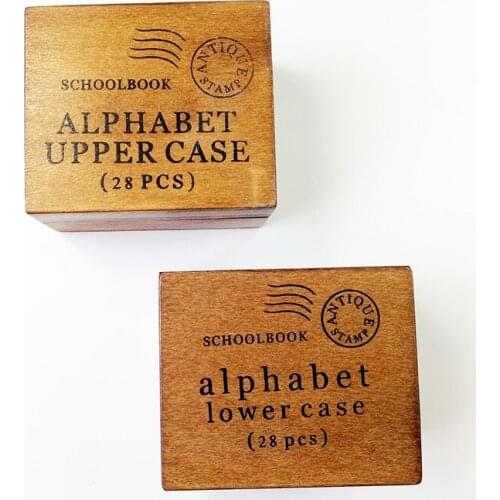 ANTIQUE
STAMP
SCHOOLBOOK
ALPHABET
UPPER CASE
(28 PCS)
ANTIQUE
STAMP
SCHOOLBOOK
alphabet
lower case
(28 pcs)